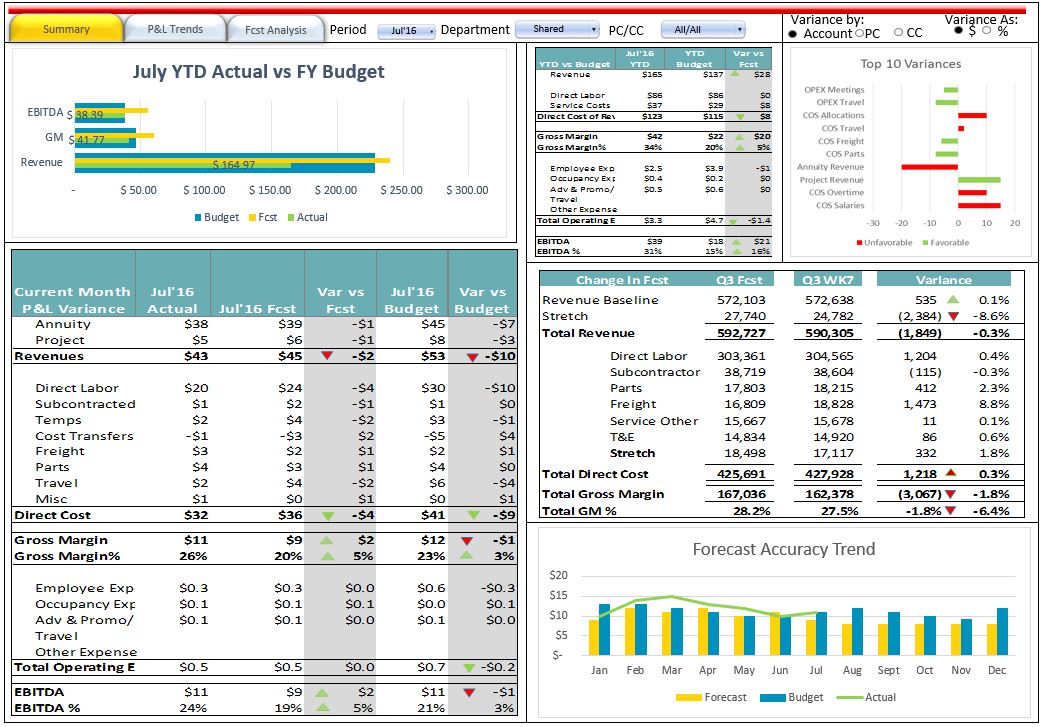 Summary P&L Trends Fcst Analysis Period Jul'16 Department Shared PC/CC All/All
Variance by: Variance As:
Account PC CC $ %
July YTD Actual vs FY Budget
EBITDA $ 38.39
GM $ 41.77
Revenue $ 164.97
- $ 50.00 $ 100.00 $ 150.00 $ 200.00 $ 250.00 $ 300.00
Budget Fcst Actual
Jul'16 YTD Var vs
YTD vs Budget YTD Budget Fcst
Revenue $165 $137 $28
Direct Labor $86 $86 $0
Service Costs $37 $29 $8
Direct Cost of Rev $123 $115 $8
Gross Margin $42 $22 $20
Gross Margin% 34% 20% 5%
Employee Exp $2.5 $3.9 -$1
Occupancy Exp $0.4 $0.2 $0
Adv & Promo/ $0.5 $0.6 $0
Travel
Other Expense
Total Operating E $3.3 $4.7 -$1.4
EBITDA $39 $18 $21
EBITDA % 31% 15% 16%
Top 10 Variances
OPEX Meetings
OPEX Travel
COS Allocations
COS Travel
COS Freight
COS Parts
Annuity Revenue
Project Revenue
COS Overtime
COS Salaries
-30 -20 -10 0 10 20
Unfavorable Favorable
Current Month Jul'16 Jul'16 Fcst Var vs Jul'16 Var vs
P&L Variance Actual Fcst Budget Budget
Annuity $38 $39 -$1 $45 -$7
Project $5 $6 -$1 $8 -$3
Revenues $43 $45 -$2 $53 -$10
Direct Labor $20 $24 -$4 $30 -$10
Subcontracted $1 $2 -$1 $1 $0
Temps $2 $4 -$2 $3 -$1
Cost Transfers -$1 -$3 $2 -$5 $4
Freight $3 $2 $1 $2 $1
Parts $4 $3 $1 $4 $0
Travel $2 $4 -$2 $6 -$4
Misc $1 $0 $1 $0 $1
Direct Cost $32 $36 -$4 $41 -$9
Gross Margin $11 $9 $2 $12 -$1
Gross Margin% 26% 20% 5% 23% 3%
Employee Exp $0.3 $0.3 $0.0 $0.6 -$0.3
Occupancy Exp $0.1 $0.1 $0.0 $0.0 $0.1
Adv & Promo/ $0.1 $0.1 $0.0 $0.1 $0.0
Travel
Other Expense
Total Operating E $0.5 $0.5 $0.0 $0.7 -$0.2
EBITDA $11 $9 $2 $11 -$1
EBITDA % 24% 19% 5% 21% 3%
Change in Fcst Q3 Fcst Q3 WK7 Variance
Revenue Baseline 572,103 572,638 535 0.1%
Stretch 27,740 24,782 (2,384) -8.6%
Total Revenue 592,727 590,305 (1,849) -0.3%
Direct Labor 303,361 304,565 1,204 0.4%
Subcontractor 38,719 38,604 (115) -0.3%
Parts 17,803 18,215 412 2.3%
Freight 16,809 18,828 1,473 8.8%
Service Other 15,667 15,678 11 0.1%
T&E 14,834 14,920 86 0.6%
Stretch 18,498 17,117 332 1.8%
Total Direct Cost 425,691 427,928 1,218 0.3%
Total Gross Margin 167,036 162,378 (3,067) -1.8%
Total GM % 28.2% 27.5% -1.8% -6.4%
Forecast Accuracy Trend
$20
$15
$10
$5
$-
Jan Feb Mar Apr May Jun Jul Aug Sept Oct Nov Dec
Forecast Budget Actual